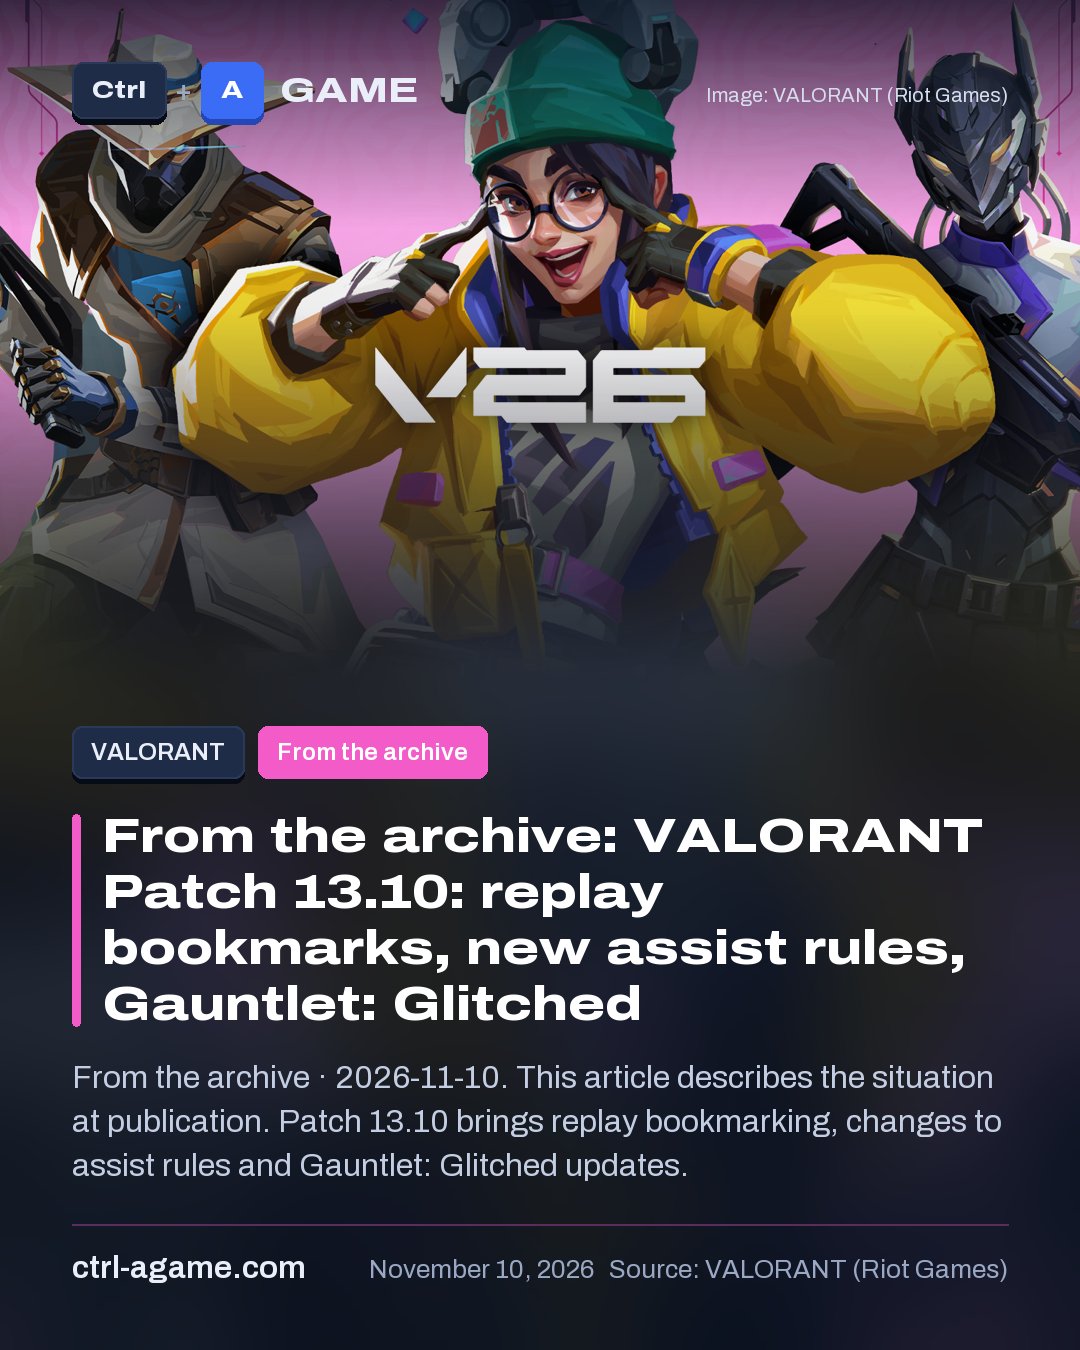 Ctrl + A GAME
Image: VALORANT (Riot Games)
V26
VALORANT
From the archive
From the archive: VALORANT
Patch 13.10: replay
bookmarks, new assist rules,
Gauntlet: Glitched
From the archive · 2026-11-10. This article describes the situation
at publication. Patch 13.10 brings replay bookmarking, changes to
assist rules and Gauntlet: Glitched updates.
ctrl-agame.com
November 10, 2026 Source: VALORANT (Riot Games)